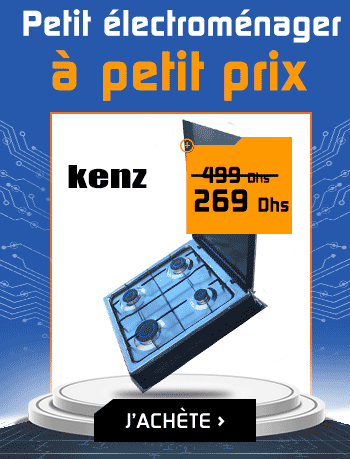 Petit électroménager
à petit prix
kenz
499 Dhs
269 Dhs
J'ACHÈTE >